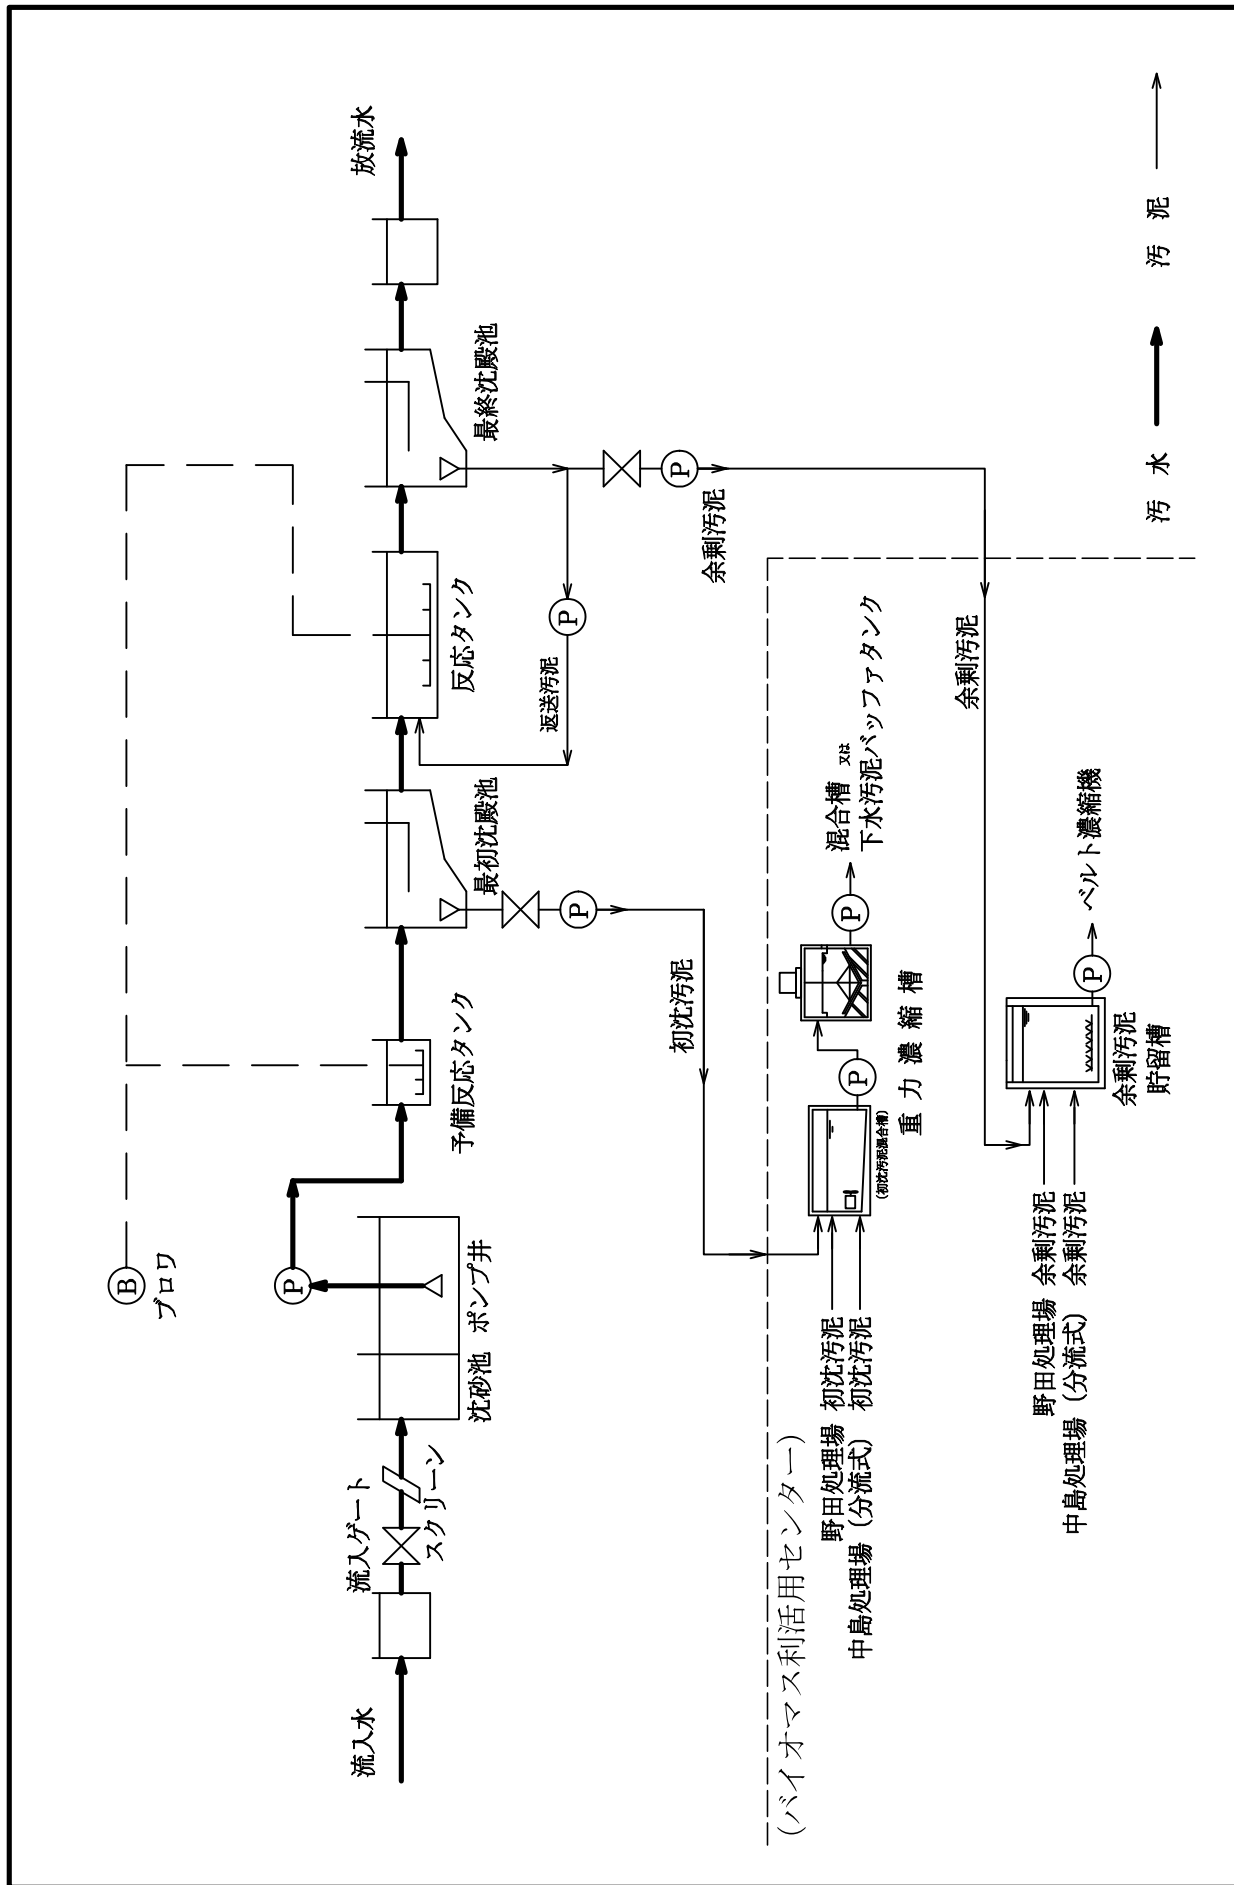 B
ブロワ
流入水
流入ゲート
スクリーン
沈砂池
ポンプ井
P
予備反応タンク
最初沈殿池
反応タンク
最終沈殿池
放流水
P
返送汚泥
P
P
余剰汚泥
初沈汚泥
(バイオマス利活用センター)
野田処理場 初沈汚泥
中島処理場 (分流式) 初沈汚泥
(初沈汚泥混合槽)
P
重力濃縮槽
P
混合槽 又は
下水汚泥バッファタンク
余剰汚泥
野田処理場 余剰汚泥
中島処理場 (分流式) 余剰汚泥
余剰汚泥
貯留槽
P
ベルト濃縮機
汚水
汚泥